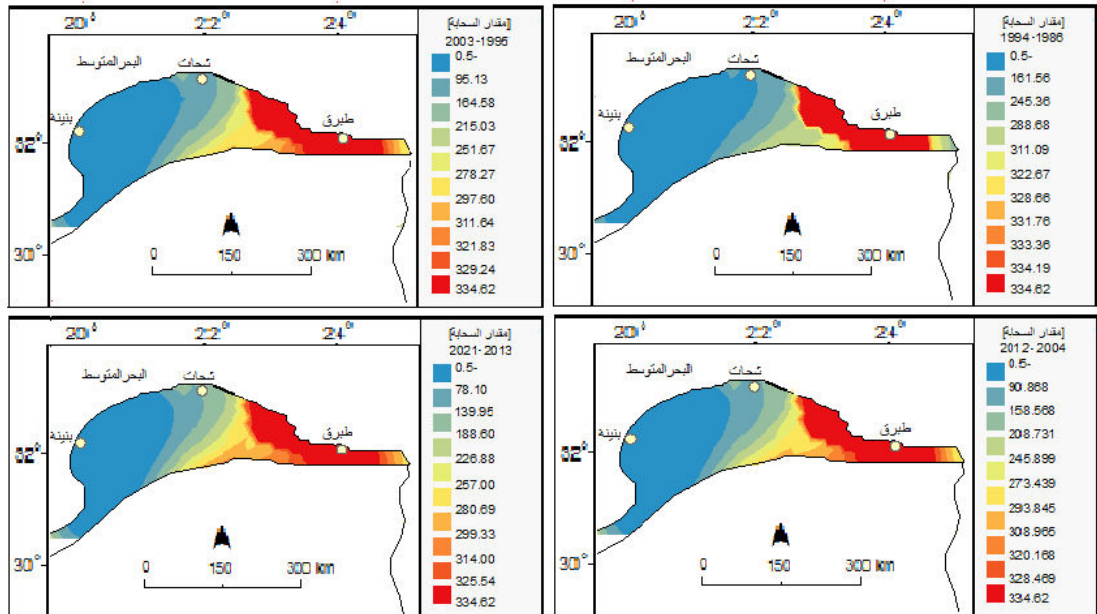 20° 22° 24°
[مقدار السحابة]
1994-1986
0.5-
161.56
245.36
288.68
311.09
322.67
328.66
331.76
333.36
334.19
334.62
البحرالمتوسط
شحات
بنينة
طبرق
32°
30°
0 150 300 km
20° 22° 24°
[مقدار السحابة]
2003-1995
0.5-
95.13
164.58
215.03
251.67
278.27
297.60
311.64
321.83
329.24
334.62
البحرالمتوسط
شحات
بنينة
طبرق
32°
30°
0 150 300 km
20° 22° 24°
[مقدار السحابة]
2012-2004
0.5-
90.868
158.568
208.731
245.899
273.439
293.845
308.965
320.168
328.469
334.62
البحرالمتوسط
شحات
بنينة
طبرق
32°
30°
0 150 300 km
20° 22° 24°
[مقدار السحابة]
2021-2013
0.5-
78.10
139.95
188.60
226.88
257.00
280.69
299.33
314.00
325.54
334.62
البحرالمتوسط
شحات
بنينة
طبرق
32°
30°
0 150 300 km